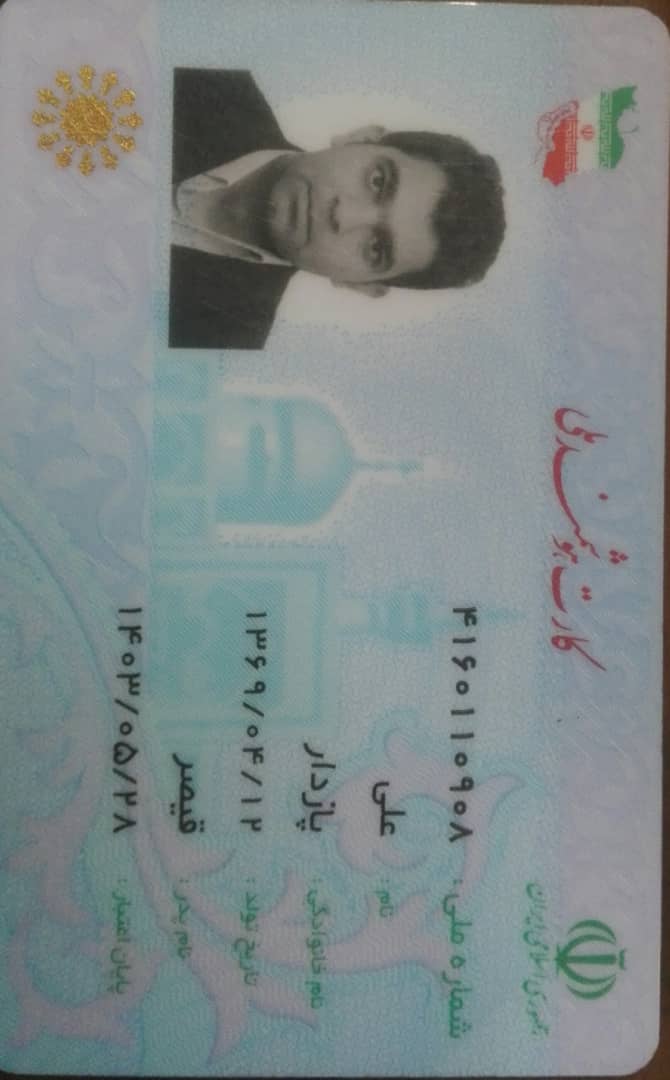 کارت هوشمند ملی
جمهوری اسلامی ایران
شماره ملی: ۴۱۶۰۱۱۰۹۰۸
نام: علی
نام خانوادگی: پازدار
تاریخ تولد: ۱۳۶۹/۰۴/۱۲
نام پدر: قیصر
پایان اعتبار: ۱۴۰۳/۰۵/۲۸